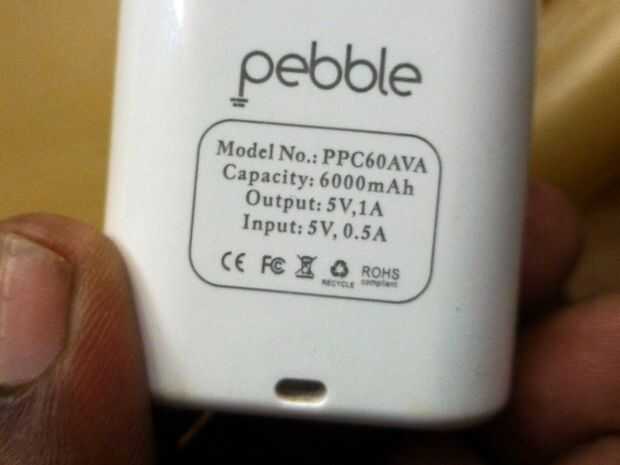 pebble
Model No.: PPC60AVA
Capacity: 6000mAh
Output: 5V,1A
Input: 5V, 0.5A
CE FC RECYCLE ROHS compliant